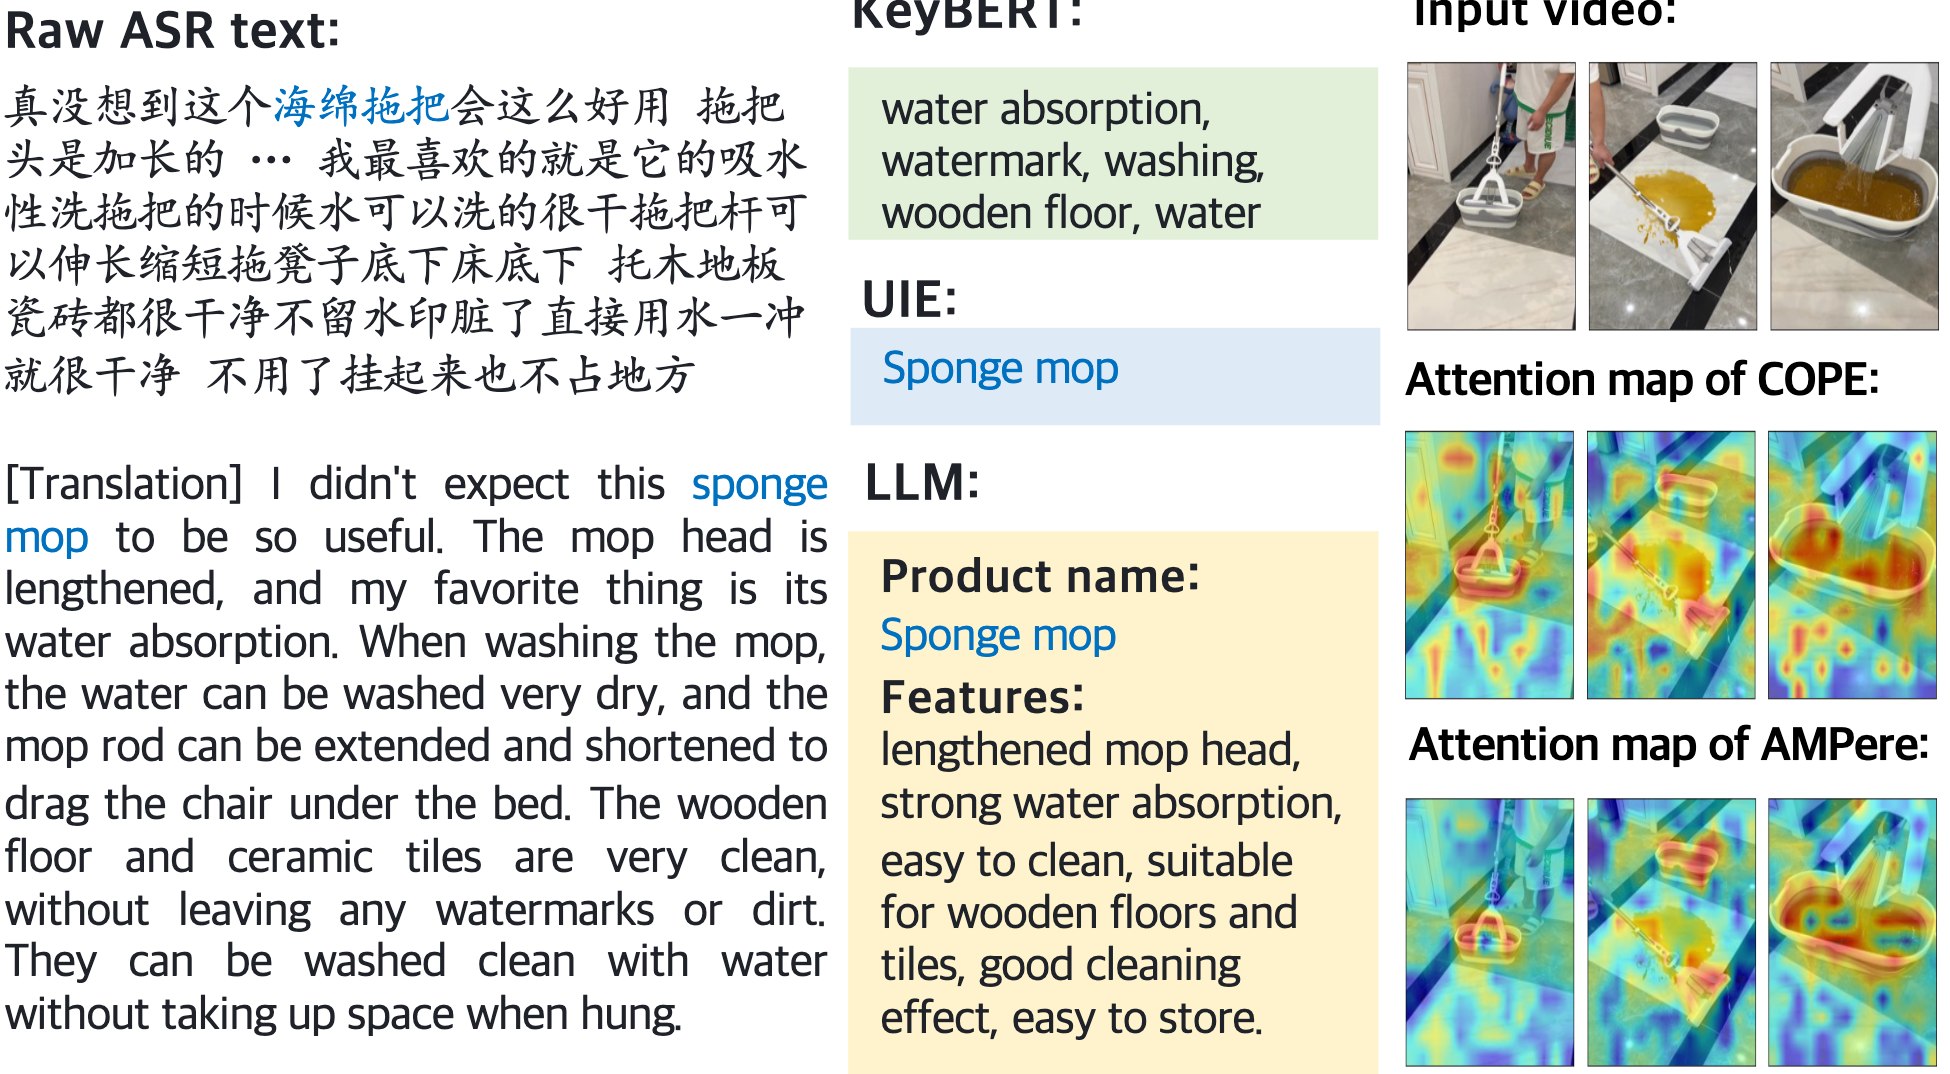 Raw ASR text:
真没想到这个海绵拖把会这么好用 拖把
头是加长的 … 我最喜欢的就是它的吸水
性洗拖把的时候水可以洗的很干拖把杆可
以伸长缩短拖凳子底下床底下 托木地板
瓷砖都很干净不留水印脏了直接用水一冲
就很干净 不用了挂起来也不占地方
[Translation] I didn't expect this sponge
mop to be so useful. The mop head is
lengthened, and my favorite thing is its
water absorption. When washing the mop,
the water can be washed very dry, and the
mop rod can be extended and shortened to
drag the chair under the bed. The wooden
floor and ceramic tiles are very clean,
without leaving any watermarks or dirt.
They can be washed clean with water
without taking up space when hung.
KeyBERT:
water absorption,
watermark, washing,
wooden floor, water
UIE:
Sponge mop
LLM:
Product name:
Sponge mop
Features:
lengthened mop head,
strong water absorption,
easy to clean, suitable
for wooden floors and
tiles, good cleaning
effect, easy to store.
Input video:
Attention map of COPE:
Attention map of AMPere: